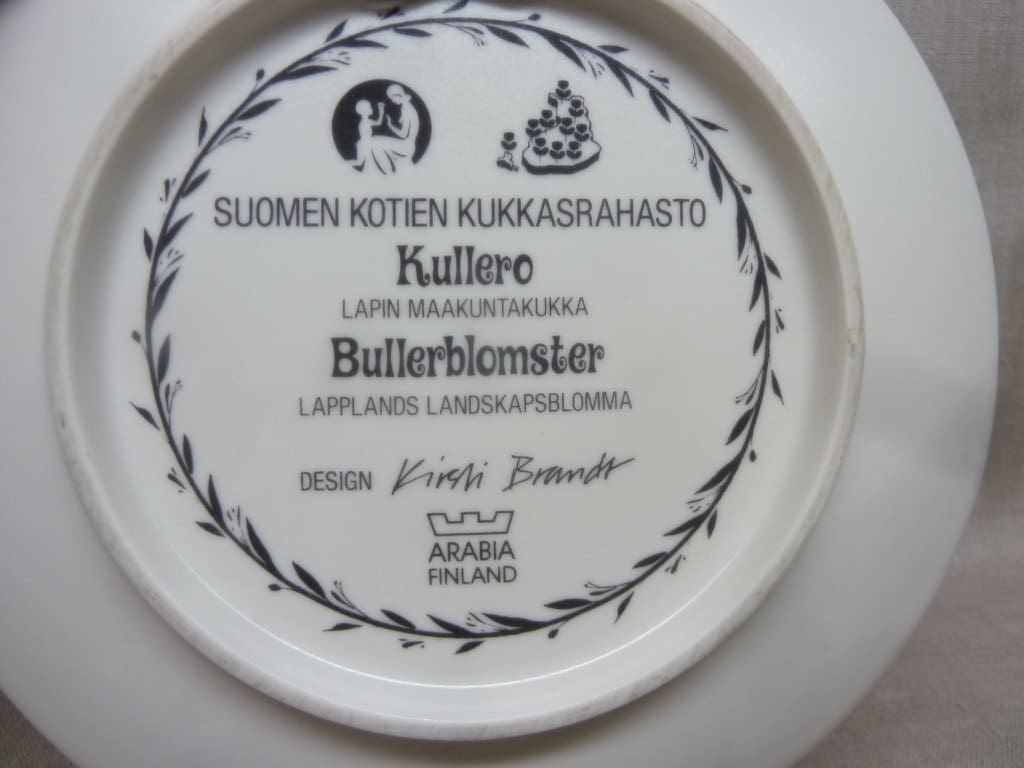 SUOMEN KOTIEN KUKKASRAHASTO
Kullero
LAPIN MAAKUNTAKUKKA
Bullerblomster
LAPPLANDS LANDSKAPSBLOMMA
DESIGN Kirsti Brandt
ARABIA
FINLAND